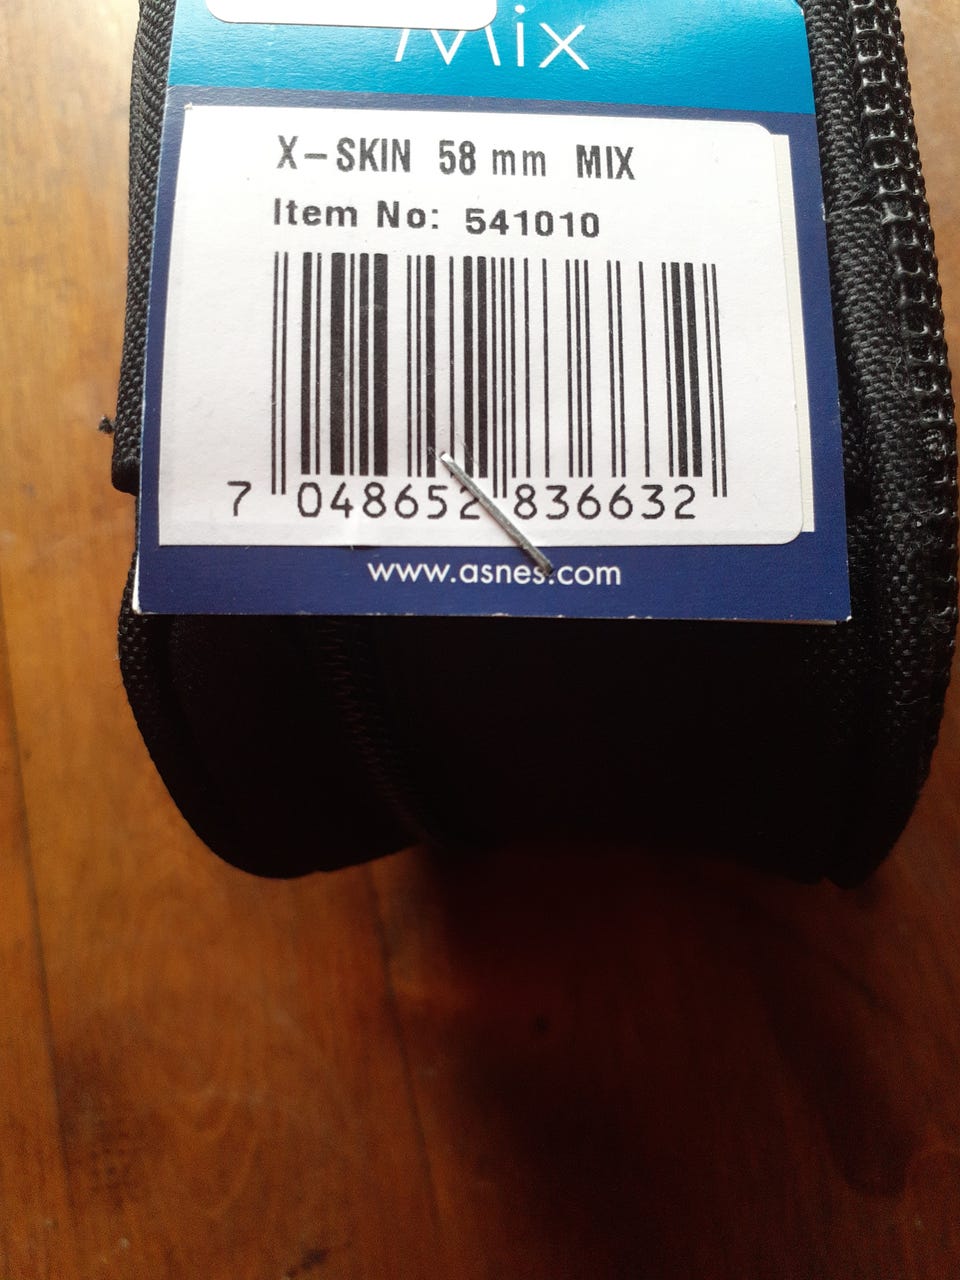 Mix
X-SKIN 58 mm MIX
Item No: 541010
7 048652 836632
www.asnes.com